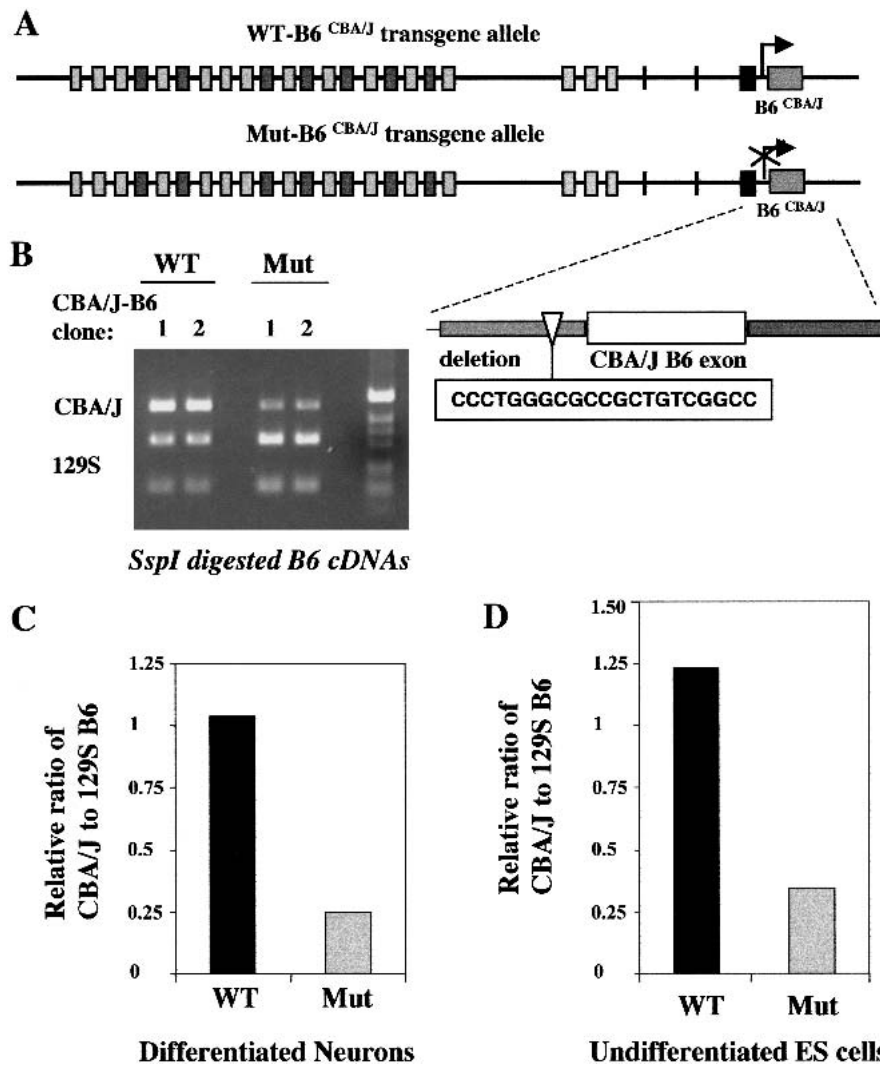 A
WT-B6 CBA/J transgene allele
B6 CBA/J
Mut-B6 CBA/J transgene allele
B6 CBA/J
B
WT Mut
CBA/J-B6
clone: 1 2 1 2
CBA/J
129S
SspI digested B6 cDNAs
deletion CBA/J B6 exon
CCCTGGGCGCCGCTGTCGGCC
C
Relative ratio of
CBA/J to 129S B6
1.25
1
0.75
0.5
0.25
0
WT Mut
Differentiated Neurons
D
Relative ratio of
CBA/J to 129S B6
1.50
1.25
1
0.75
0.5
0.25
0
WT Mut
Undifferentiated ES cells